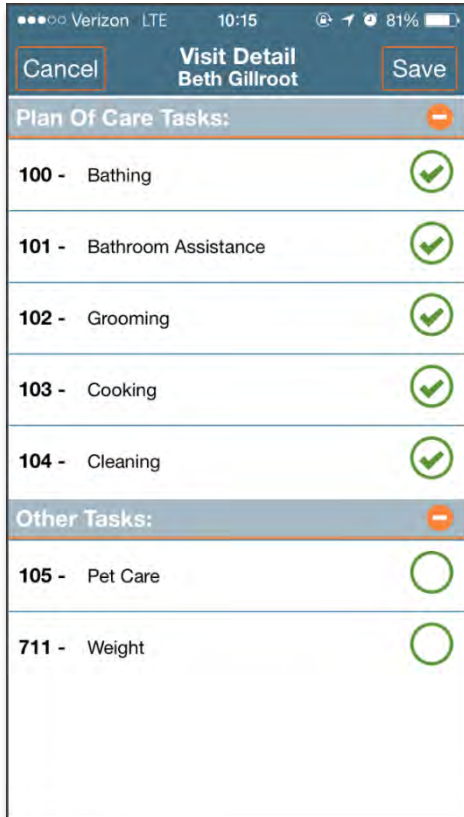 Verizon LTE 10:15 81%
Cancel Visit Detail Save
Beth Gillroot
Plan Of Care Tasks:
100 - Bathing
101 - Bathroom Assistance
102 - Grooming
103 - Cooking
104 - Cleaning
Other Tasks:
105 - Pet Care
711 - Weight